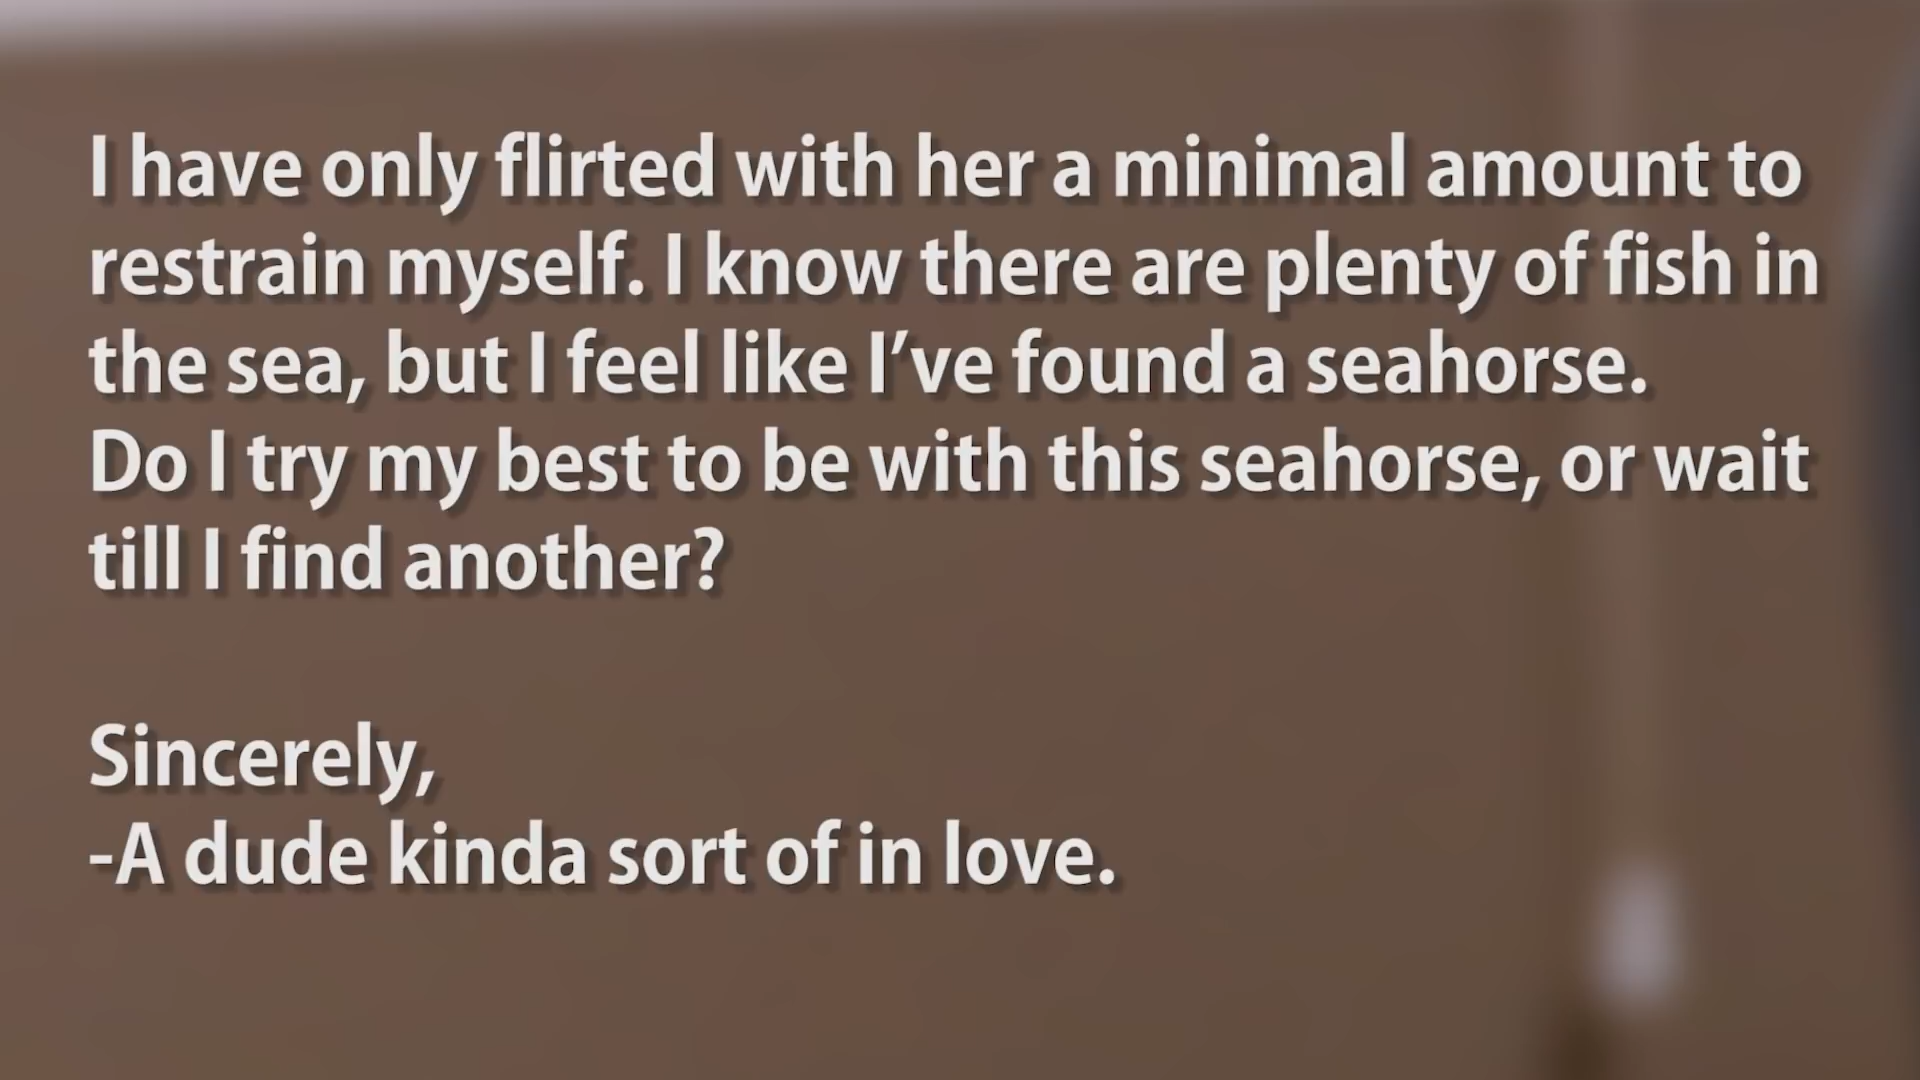 I have only flirted with her a minimal amount to
restrain myself. I know there are plenty of fish in
the sea, but I feel like I’ve found a seahorse.
Do I try my best to be with this seahorse, or wait
till I find another?
Sincerely,
-A dude kinda sort of in love.